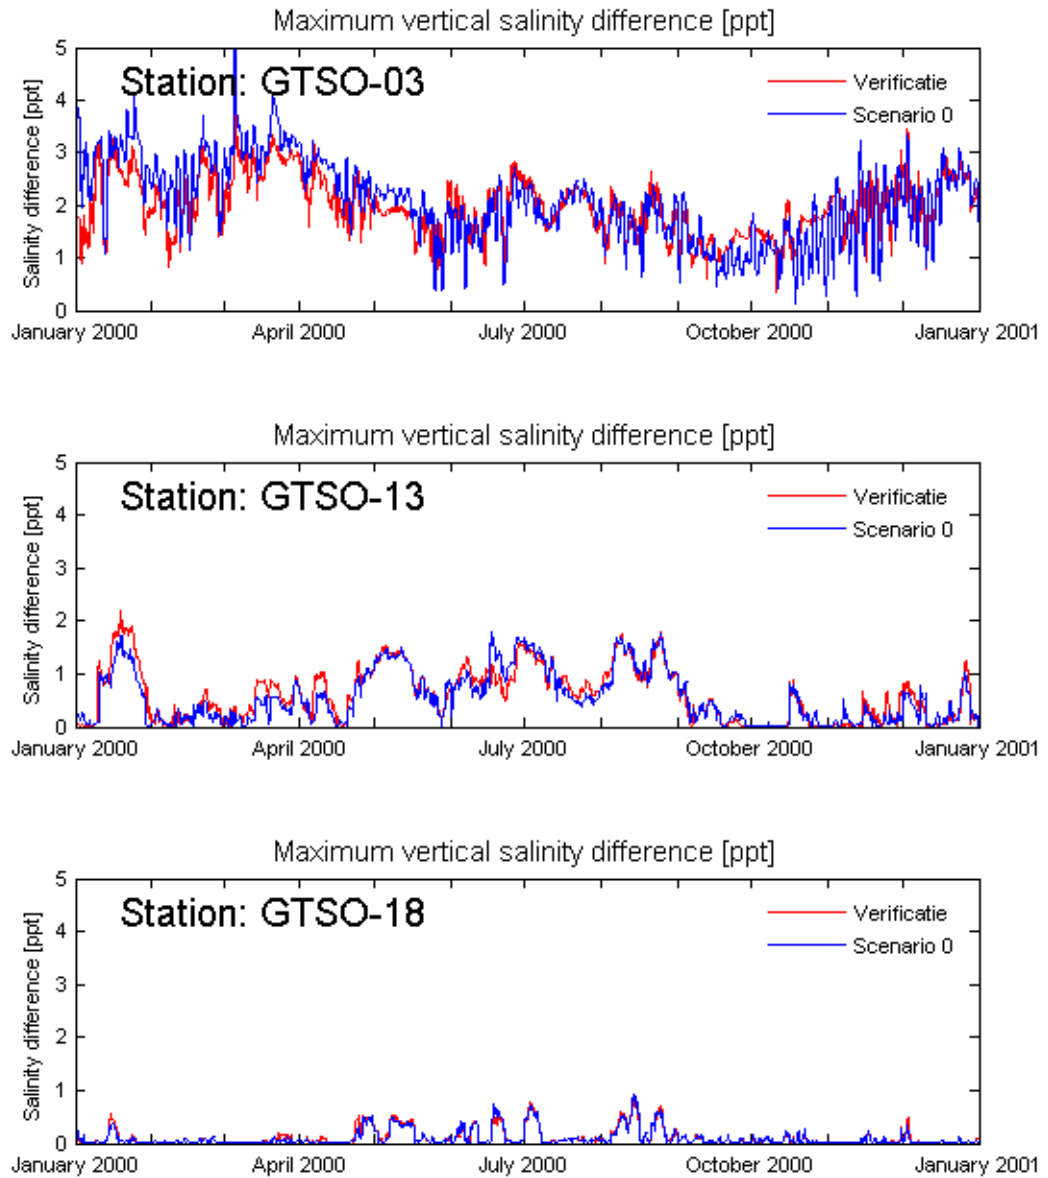 Maximum vertical salinity difference [ppt]
5
4
3
2
1
0
Salinity difference [ppt]
Station: GTSO-03
Verificatie
Scenario 0
January 2000
April 2000
July 2000
October 2000
January 2001
Maximum vertical salinity difference [ppt]
5
4
3
2
1
0
Salinity difference [ppt]
Station: GTSO-13
Verificatie
Scenario 0
January 2000
April 2000
July 2000
October 2000
January 2001
Maximum vertical salinity difference [ppt]
5
4
3
2
1
0
Salinity difference [ppt]
Station: GTSO-18
Verificatie
Scenario 0
January 2000
April 2000
July 2000
October 2000
January 2001